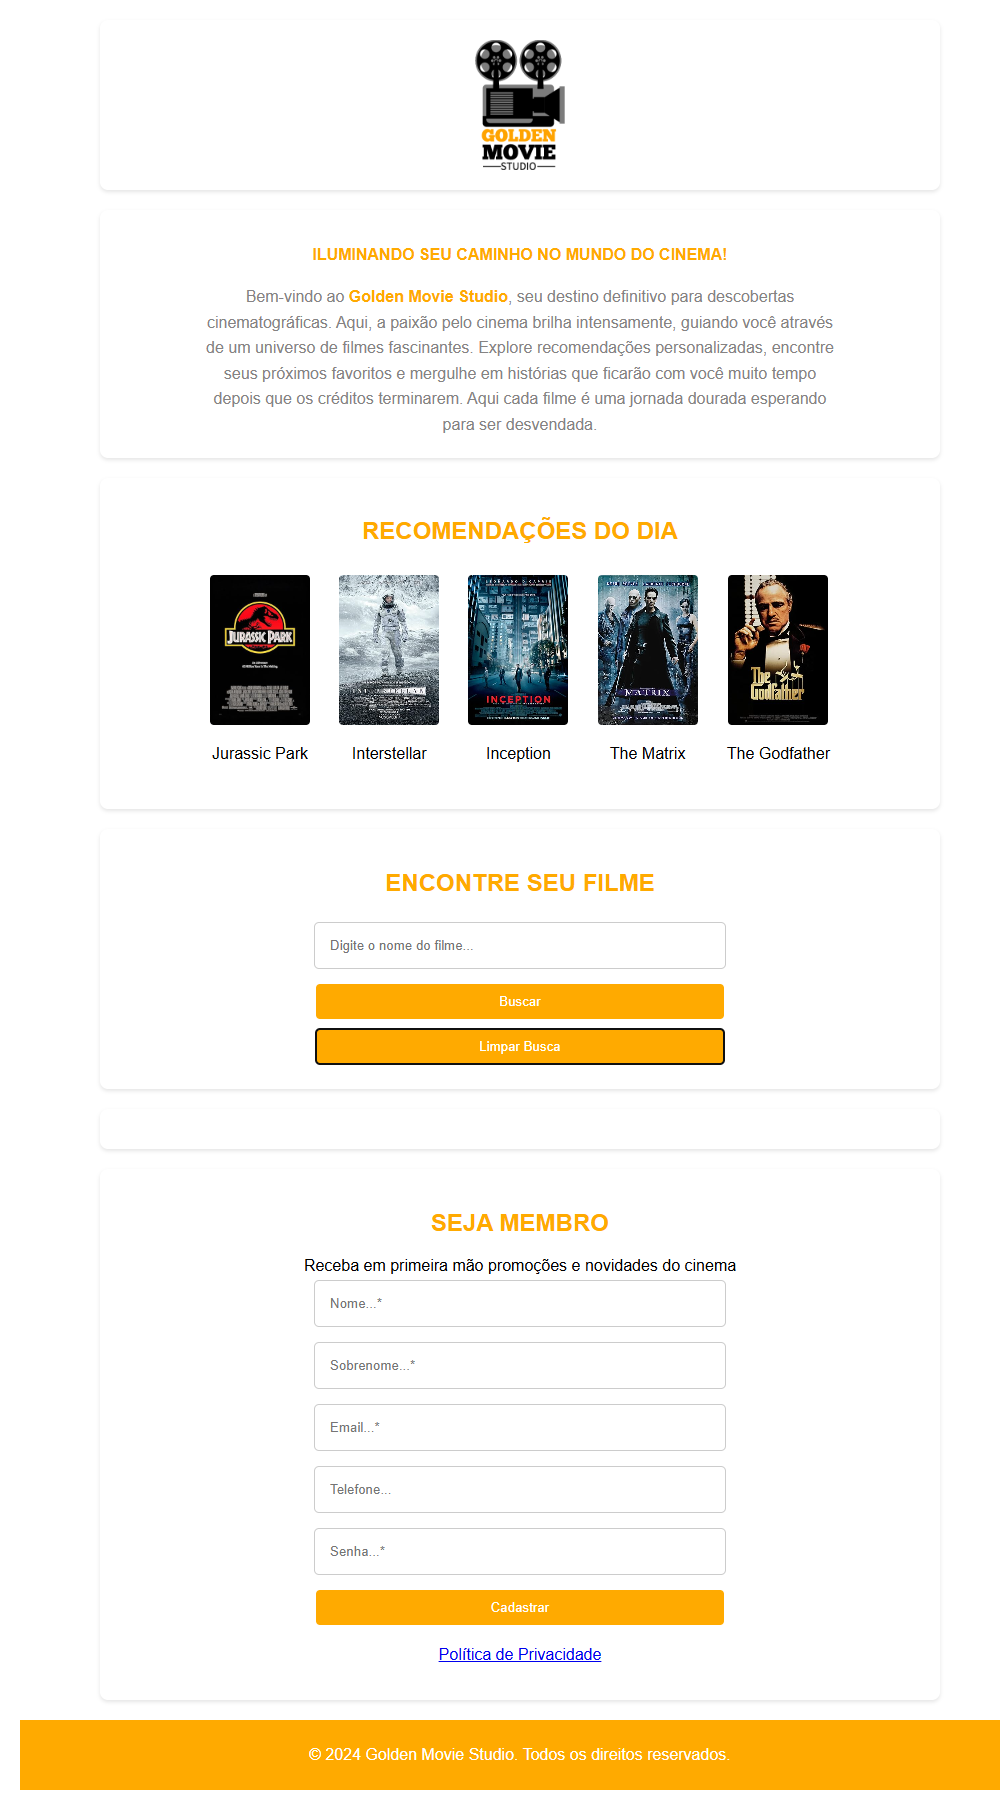 GOLDEN
MOVIE
STUDIO
ILUMINANDO SEU CAMINHO NO MUNDO DO CINEMA!
Bem-vindo ao Golden Movie Studio, seu destino definitivo para descobertas
cinematográficas. Aqui, a paixão pelo cinema brilha intensamente, guiando você através
de um universo de filmes fascinantes. Explore recomendações personalizadas, encontre
seus próximos favoritos e mergulhe em histórias que ficarão com você muito tempo
depois que os créditos terminarem. Aqui cada filme é uma jornada dourada esperando
para ser desvendada.
RECOMENDAÇÕES DO DIA
JURASSIC PARK
INTERSTELLAR
INCEPTION
MATRIX
The
Godfather
Jurassic Park
Interstellar
Inception
The Matrix
The Godfather
ENCONTRE SEU FILME
Digite o nome do filme...
Buscar
Limpar Busca
SEJA MEMBRO
Receba em primeira mão promoções e novidades do cinema
Nome...*
Sobrenome...*
Email...*
Telefone...
Senha...*
Cadastrar
Política de Privacidade
© 2024 Golden Movie Studio. Todos os direitos reservados.